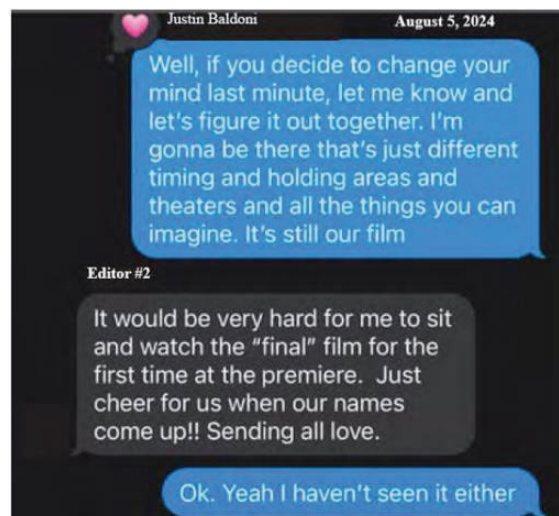 Justin Baldoni August 5, 2024
Well, if you decide to change your
mind last minute, let me know and
let's figure it out together. I'm
gonna be there that's just different
timing and holding areas and
theaters and all the things you can
imagine. It's still our film
Editor #2
It would be very hard for me to sit
and watch the “final” film for the
first time at the premiere. Just
cheer for us when our names
come up!! Sending all love.
Ok. Yeah I haven't seen it either